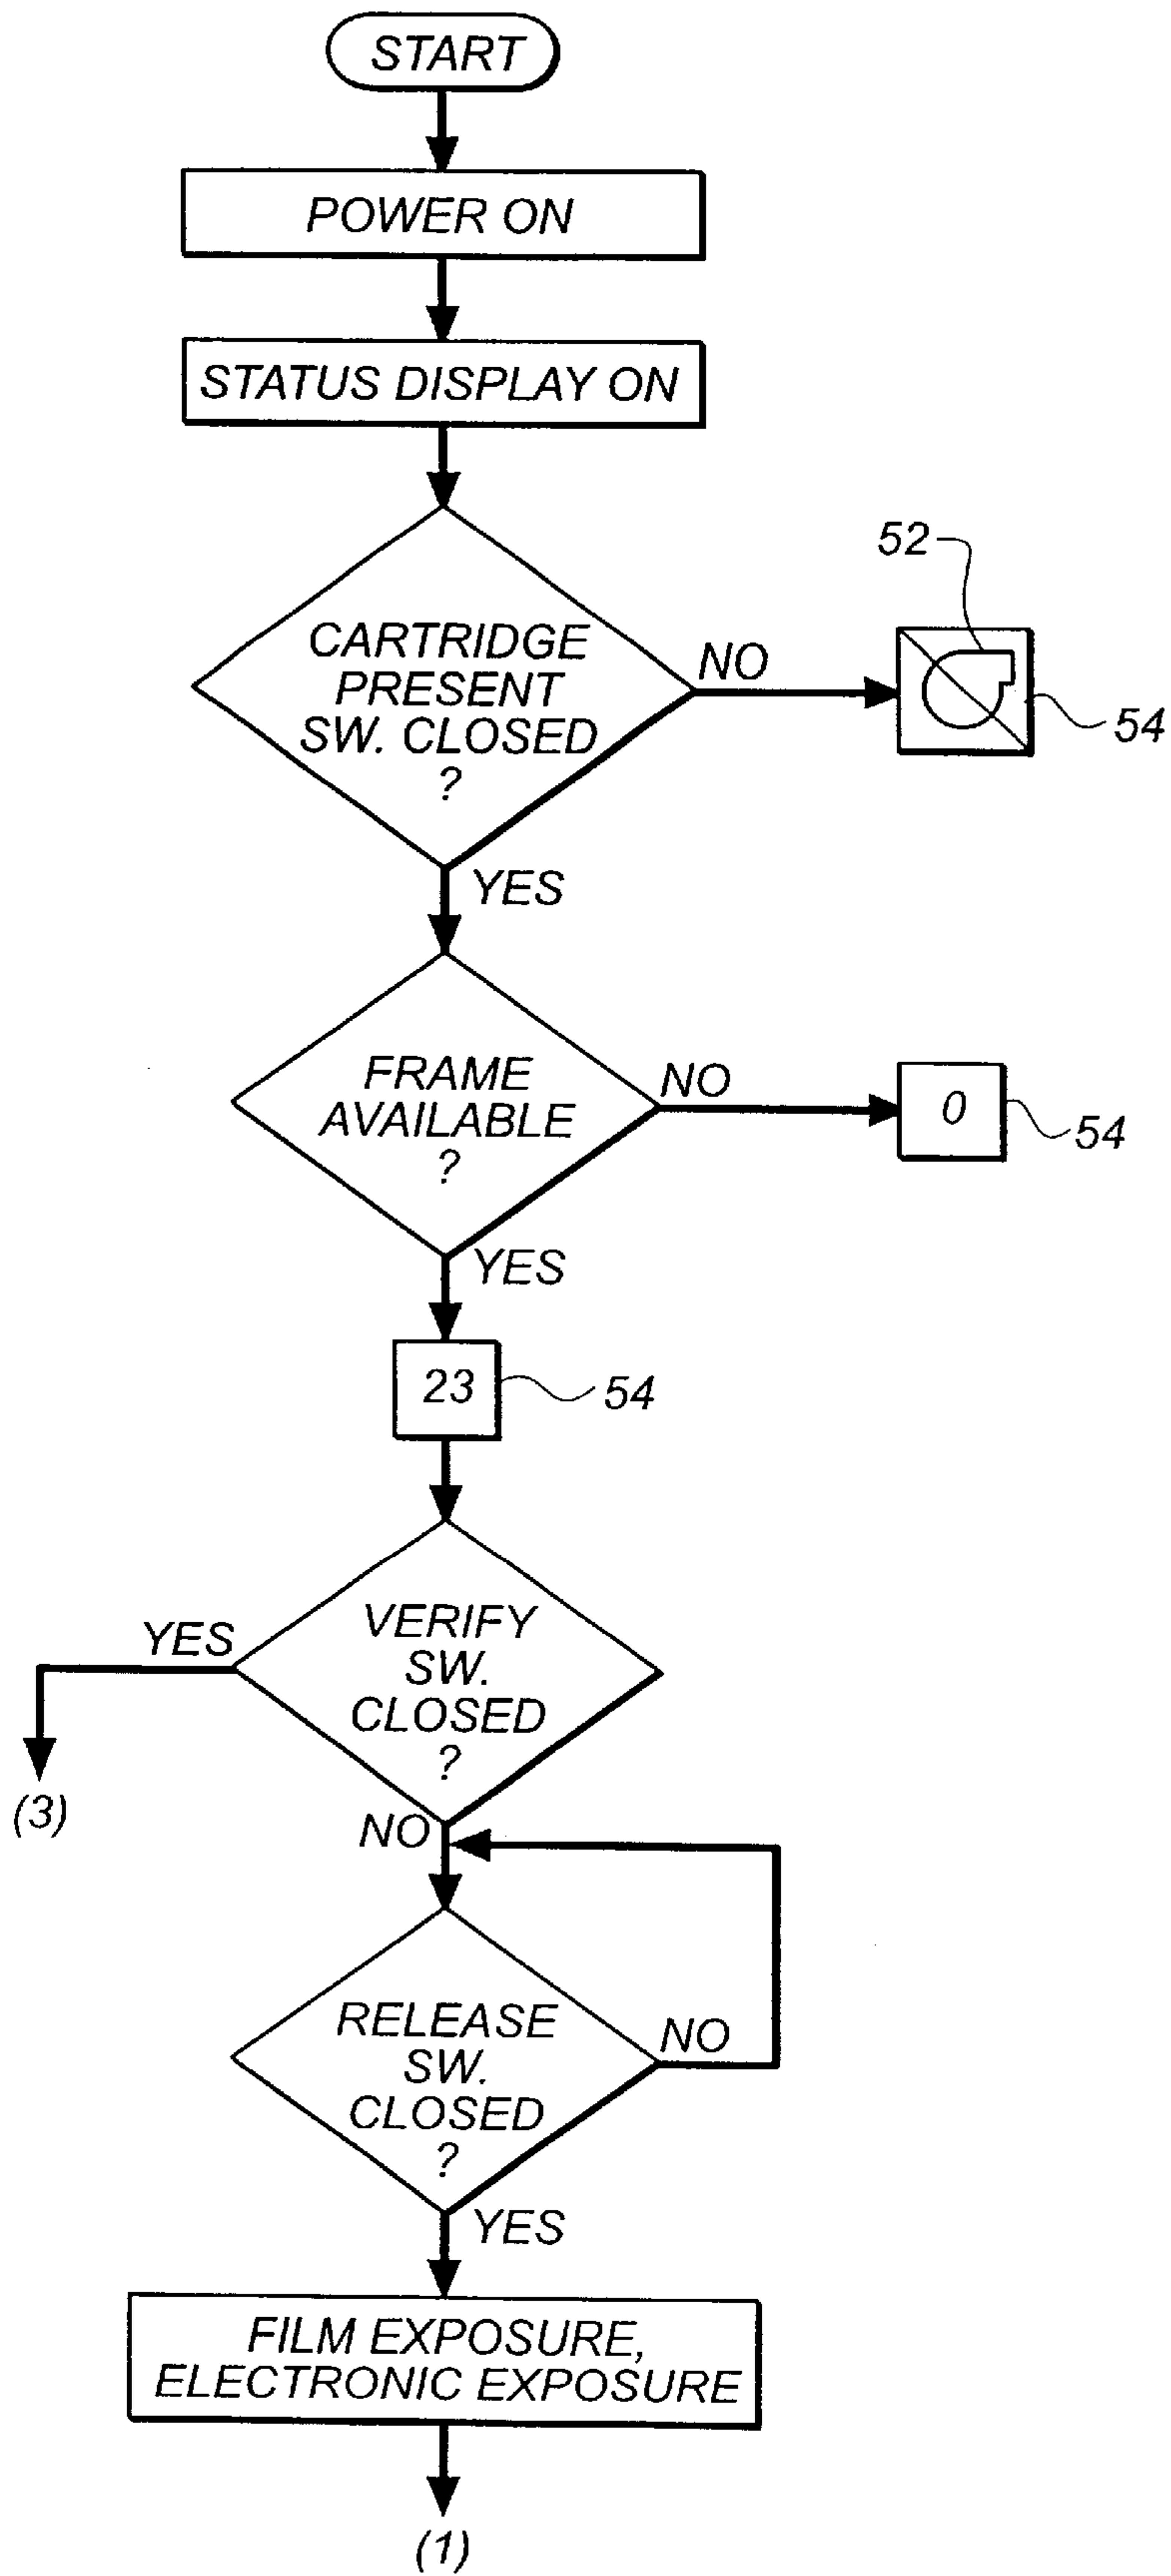 START
POWER ON
STATUS DISPLAY ON
52
CARTRIDGE
PRESENT
SW. CLOSED
?
NO
54
YES
FRAME
AVAILABLE
?
NO
0
54
YES
23
54
VERIFY
SW.
CLOSED
?
YES
(3)
NO
RELEASE
SW.
CLOSED
?
NO
YES
FILM EXPOSURE,
ELECTRONIC EXPOSURE
(1)